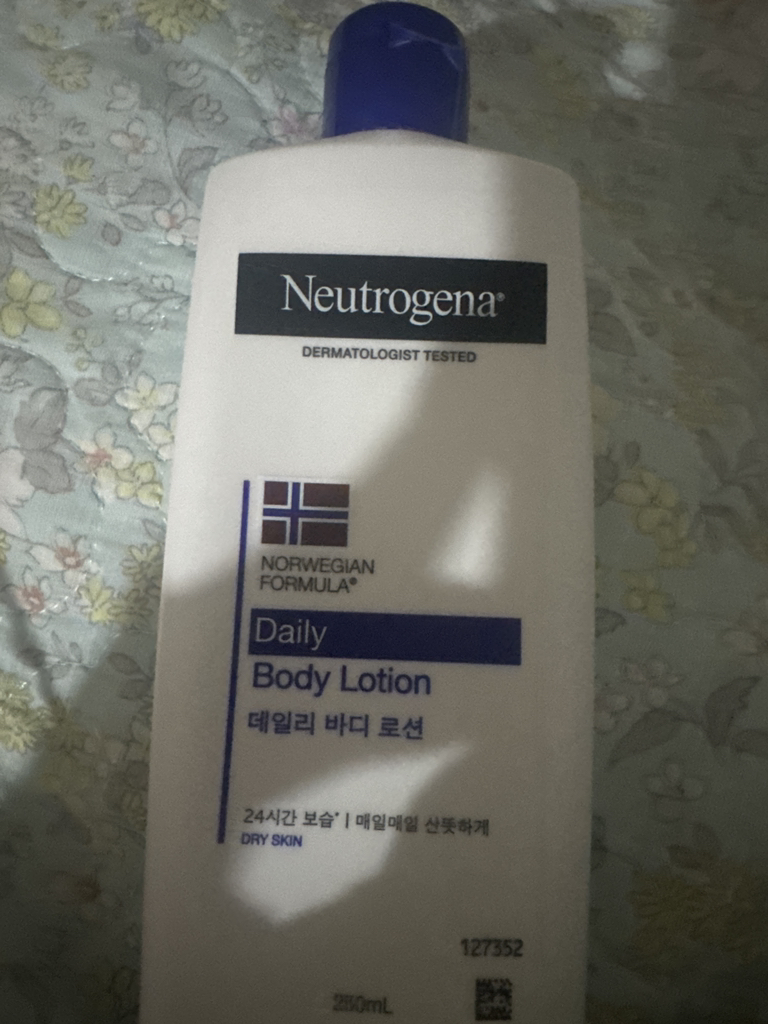 Neutrogena®
DERMATOLOGIST TESTED
NORWEGIAN
FORMULA®
Daily
Body Lotion
데일리 바디 로션
24시간 보습* | 매일매일 산뜻하게
DRY SKIN
127352
250mL